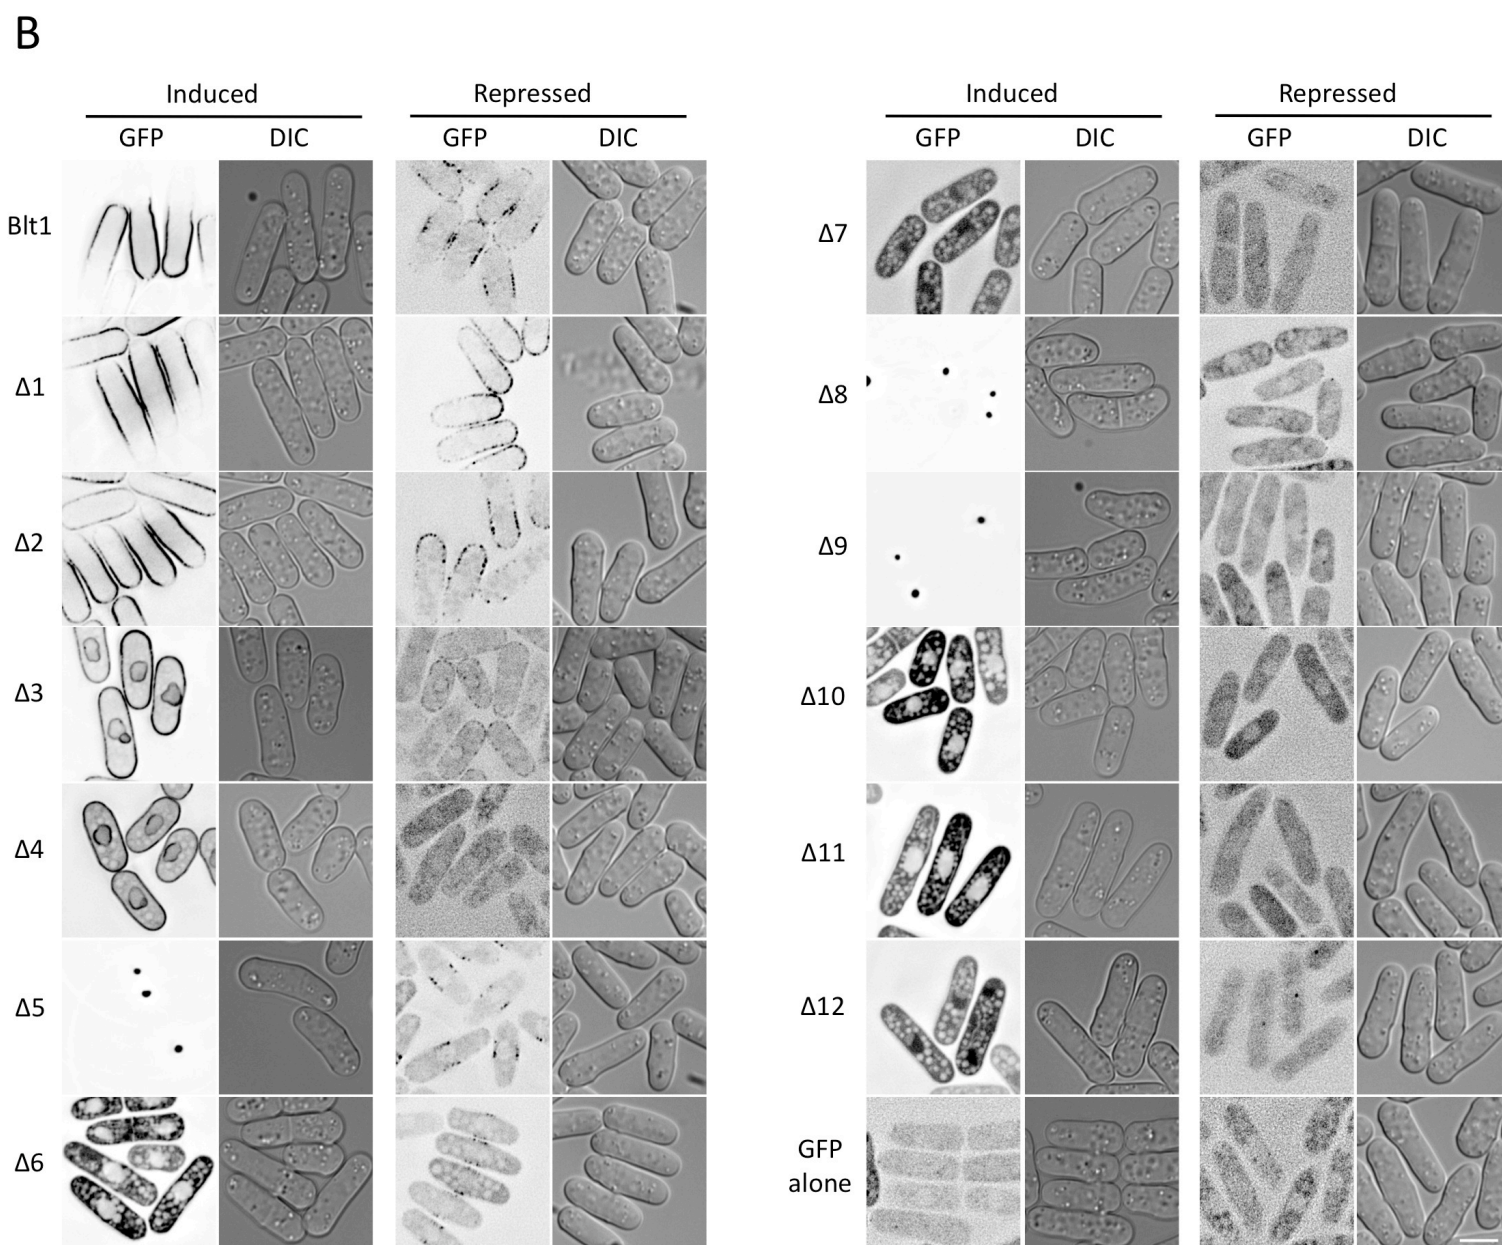 B
Induced Repressed Induced Repressed
GFP DIC GFP DIC GFP DIC GFP DIC
Blt1 Δ7
Δ1 Δ8
Δ2 Δ9
Δ3 Δ10
Δ4 Δ11
Δ5 Δ12
Δ6 GFP
alone